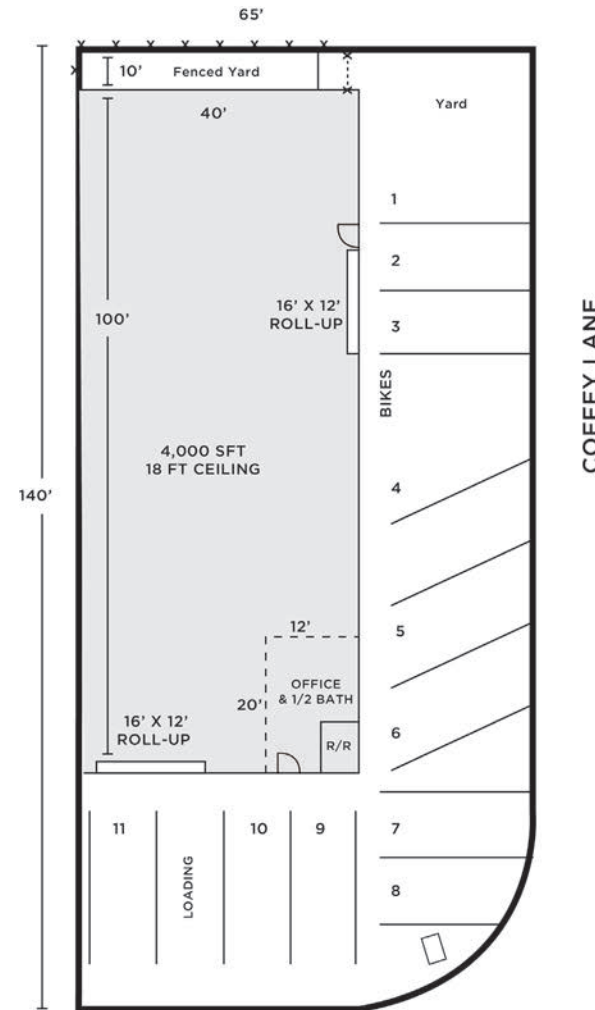 65'
10'
Fenced Yard
Yard
40'
1
2
16' X 12'
ROLL-UP
3
100'
BIKES
COFFEY LANE
4,000 SFT
18 FT CEILING
4
140'
12'
5
OFFICE
& 1/2 BATH
20'
16' X 12'
ROLL-UP
R/R
6
11
LOADING
10
9
7
8